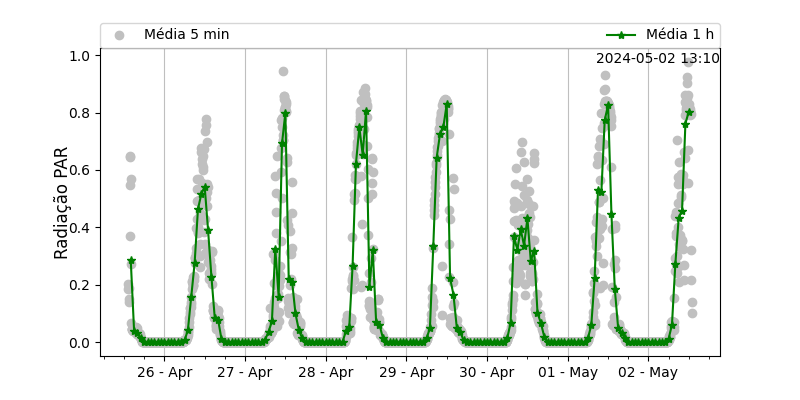 Média 5 min
Média 1 h
2024-05-02 13:10
Radiação PAR
1.0
0.8
0.6
0.4
0.2
0.0
26 - Apr
27 - Apr
28 - Apr
29 - Apr
30 - Apr
01 - May
02 - May